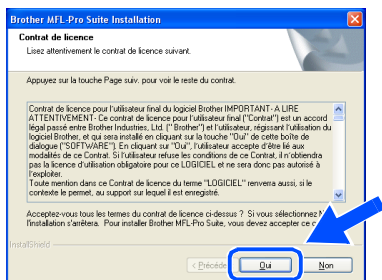 Brother MFL-Pro Suite Installation
Contrat de licence
Lisez attentivement le contrat de licence suivant.
Appuyez sur la touche Page suiv. pour voir le reste du contrat.
Contrat de licence pour l'utilisateur final du logiciel Brother IMPORTANT- A LIRE
ATTENTIVEMENT- Ce contrat de licence pour l'utilisateur final ("Contrat") est un accord
légal passé entre Brother Industries, Ltd. (" Brother") et l'utilisateur, régissant l'utilisation du
logiciel Brother, et qui sera installé en cliquant sur la touche "Oui" de cette boîte de
dialogue ("SOFTWARE"). En cliquant sur "Oui", l'utilisateur accepte d'être lié aux
modalités de ce Contrat. Si l'utilisateur refuse les conditions de ce Contrat, il n'obtiendra
pas la licence d'utilisation obligatoire pour ce LOGICIEL et ne sera donc pas autorisé à
l'exploiter.
Toute mention dans ce Contrat de licence du terme "LOGICIEL" renverra aussi, si le
contexte le permet, au support sur lequel il est enregistré.
Acceptez-vous tous les termes du contrat de licence ci-dessus ? Si vous sélectionnez N
l'installation s'arrêtera. Pour installer Brother MFL-Pro Suite, vous devez accepter ce c
InstallShield
< Précéde
Oui
Non